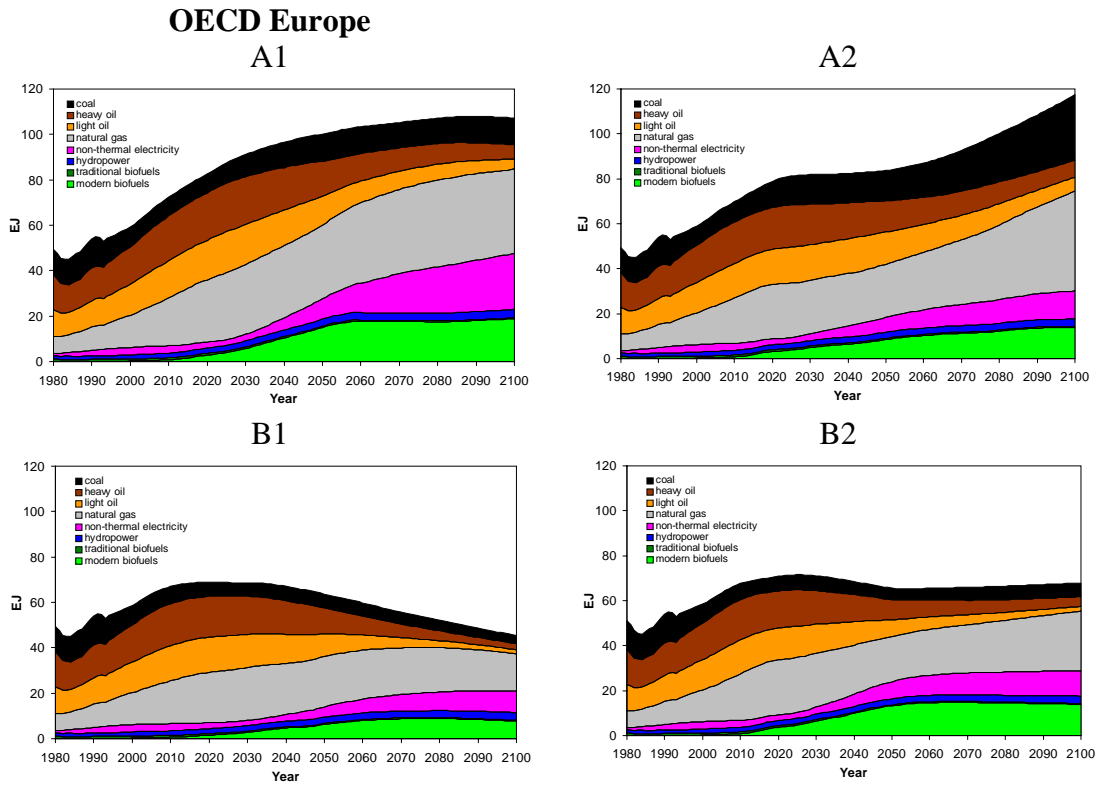 OECD Europe
A1
120
100
80
60
40
20
0
EJ
coal
heavy oil
light oil
natural gas
non-thermal electricity
hydropower
traditional biofuels
modern biofuels
1980 1990 2000 2010 2020 2030 2040 2050 2060 2070 2080 2090 2100
Year
A2
120
100
80
60
40
20
0
EJ
coal
heavy oil
light oil
natural gas
non-thermal electricity
hydropower
traditional biofuels
modern biofuels
1980 1990 2000 2010 2020 2030 2040 2050 2060 2070 2080 2090 2100
Year
B1
120
100
80
60
40
20
0
EJ
coal
heavy oil
light oil
natural gas
non-thermal electricity
hydropower
traditional biofuels
modern biofuels
1980 1990 2000 2010 2020 2030 2040 2050 2060 2070 2080 2090 2100
Year
B2
120
100
80
60
40
20
0
EJ
coal
heavy oil
light oil
natural gas
non-thermal electricity
hydropower
traditional biofuels
modern biofuels
1980 1990 2000 2010 2020 2030 2040 2050 2060 2070 2080 2090 2100
Year